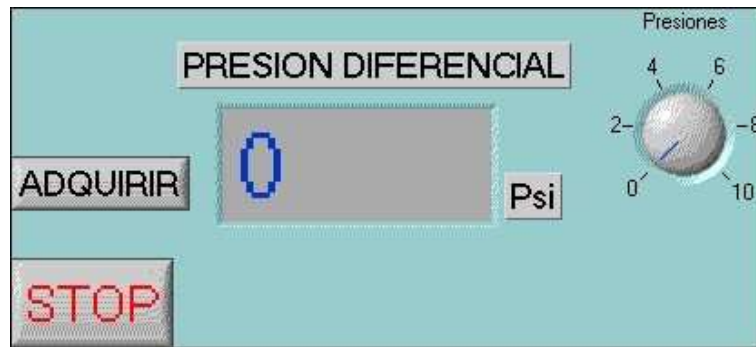 Presiones
PRESION DIFERENCIAL
4 6
2 8
0 10
0
ADQUIRIR
Psi
STOP